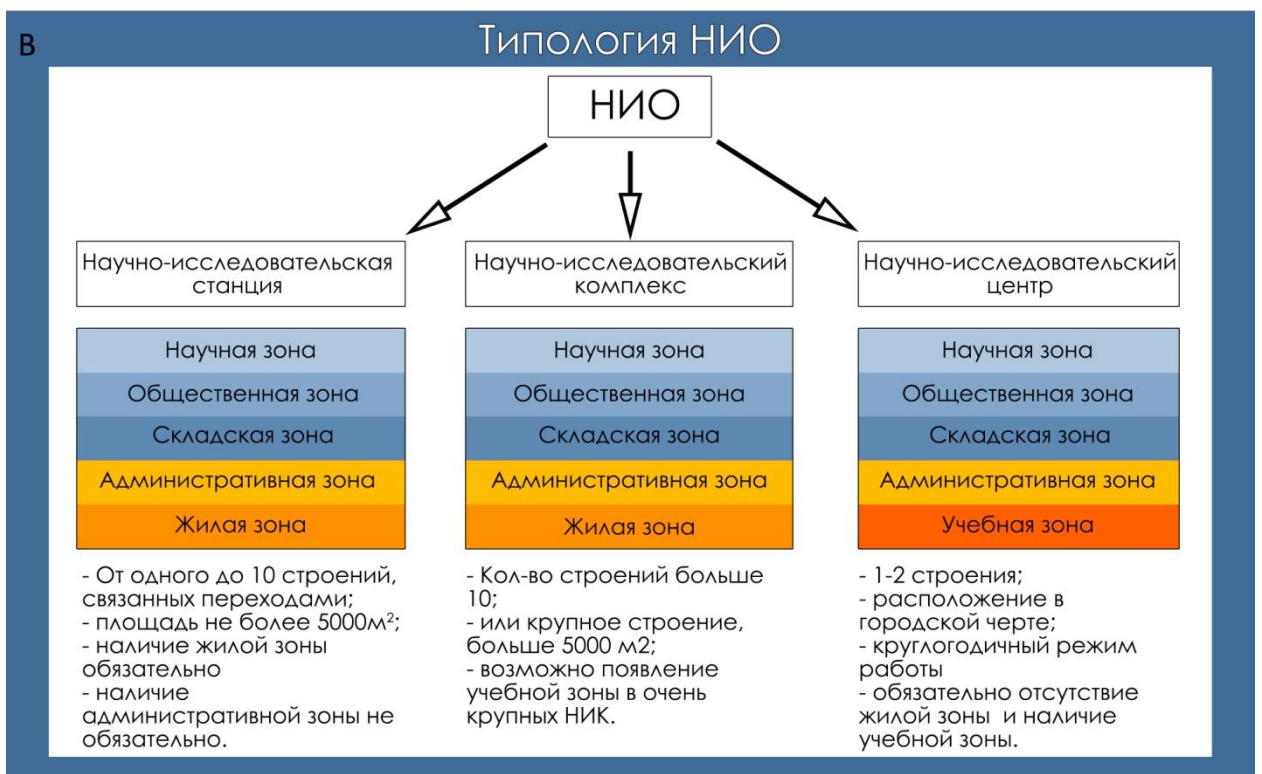 В
Типология НИО
НИО
Научно-исследовательская
станция
Научная зона
Общественная зона
Складская зона
Административная зона
Жилая зона
- От одного до 10 строений,
связанных переходами;
- площадь не более 5000м²;
- наличие жилой зоны
обязательно
- наличие
административной зоны не
обязательно.
Научно-исследовательский
комплекс
Научная зона
Общественная зона
Складская зона
Административная зона
Жилая зона
- Кол-во строений больше
10;
- или крупное строение,
больше 5000 м2;
- возможно появление
учебной зоны в очень
крупных НИК.
Научно-исследовательский
центр
Научная зона
Общественная зона
Складская зона
Административная зона
Учебная зона
- 1-2 строения;
- расположение в
городской черте;
- круглогодичный режим
работы
- обязательно отсутствие
жилой зоны и наличие
учебной зоны.